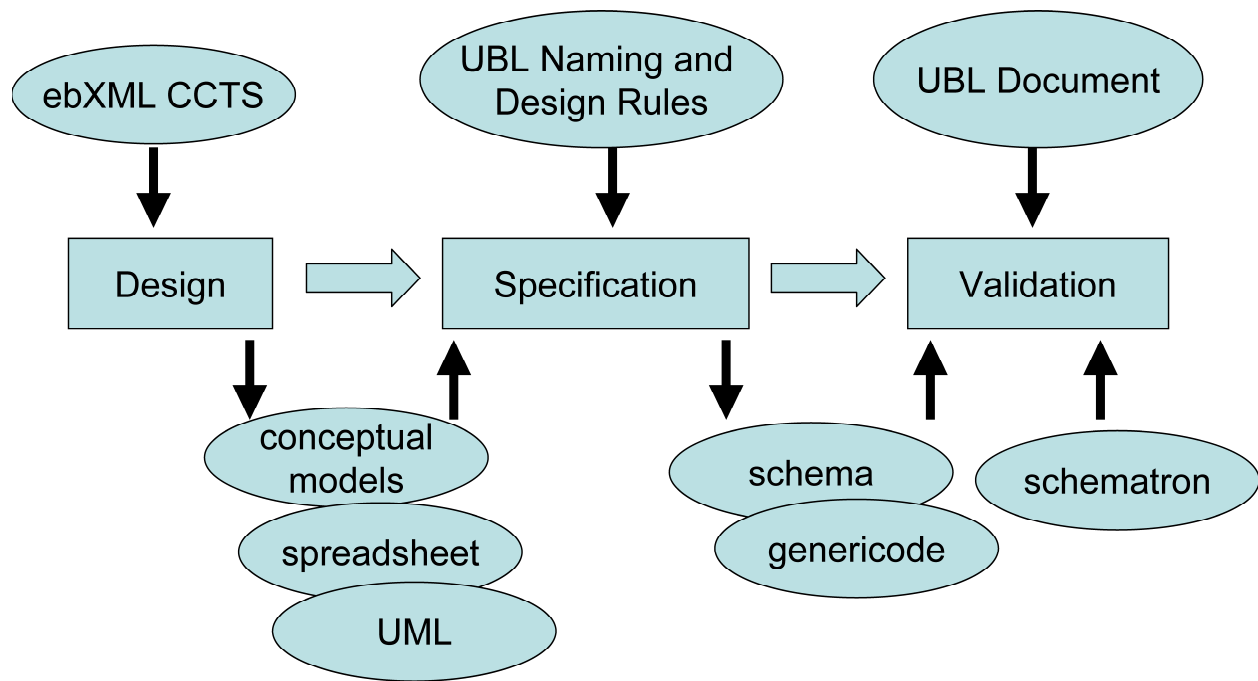 ebXML CCTS
UBL Naming and
Design Rules
UBL Document
Design
Specification
Validation
conceptual
models
spreadsheet
UML
schema
genericode
schematron